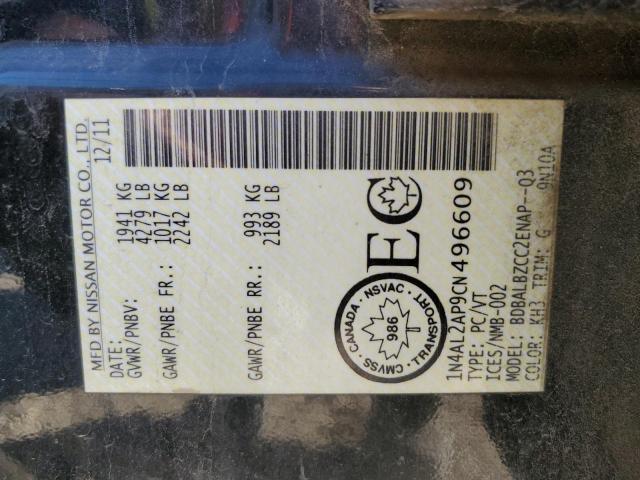 MFD BY NISSAN MOTOR CO., LTD.
DATE: 12/11
GVWR/PNBV: 1941 KG
4279 LB
GAWR/PNBE FR.: 1017 KG
2242 LB
GAWR/PNBE RR.: 993 KG
2189 LB
CANADA · NSVAC · TRANSPORT · CMVSS
986
EC
1N4AL2AP9CN496609
TYPE: PC/VT
ICES/NMB-002
MODEL: BDBALBZCC2ENAP--03
COLOR: KH3 TRIM: G 9N10A